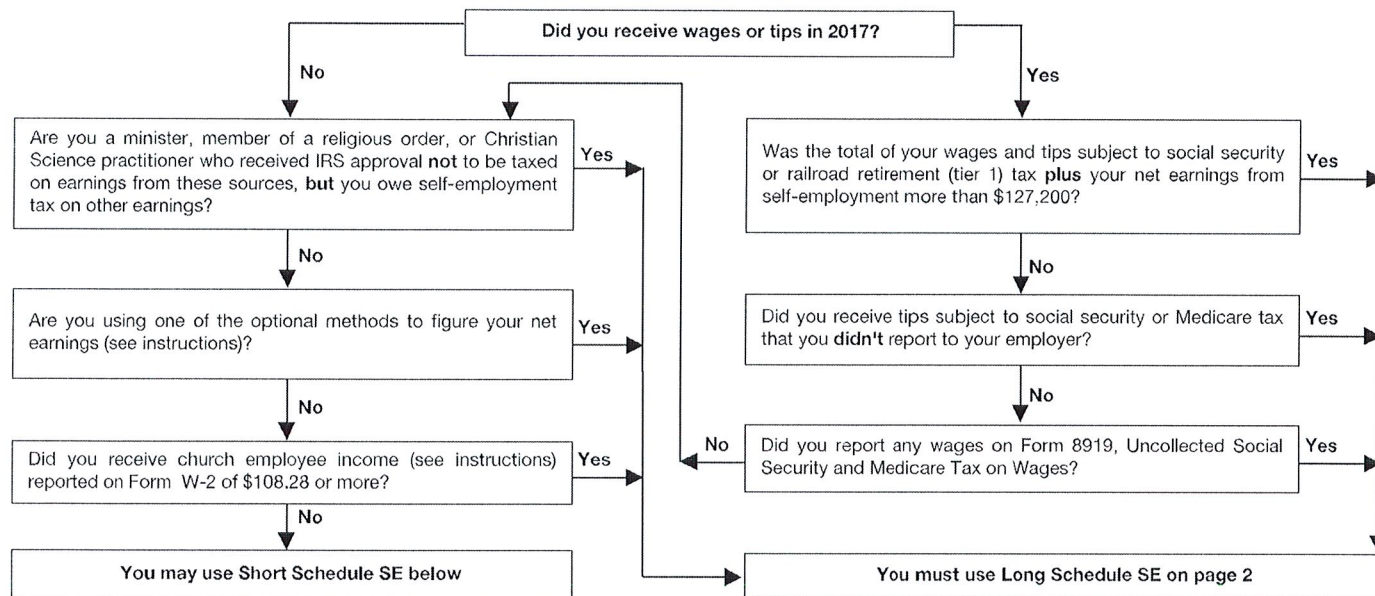 Did you receive wages or tips in 2017?
No
Yes
Are you a minister, member of a religious order, or Christian
Science practitioner who received IRS approval not to be taxed
on earnings from these sources, but you owe self-employment
tax on other earnings?
Yes
Was the total of your wages and tips subject to social security
or railroad retirement (tier 1) tax plus your net earnings from
self-employment more than $127,200?
Yes
No
No
Are you using one of the optional methods to figure your net
earnings (see instructions)?
Yes
Did you receive tips subject to social security or Medicare tax
that you didn't report to your employer?
Yes
No
No
Did you receive church employee income (see instructions)
reported on Form W-2 of $108.28 or more?
Yes
No
Did you report any wages on Form 8919, Uncollected Social
Security and Medicare Tax on Wages?
Yes
No
You may use Short Schedule SE below
You must use Long Schedule SE on page 2